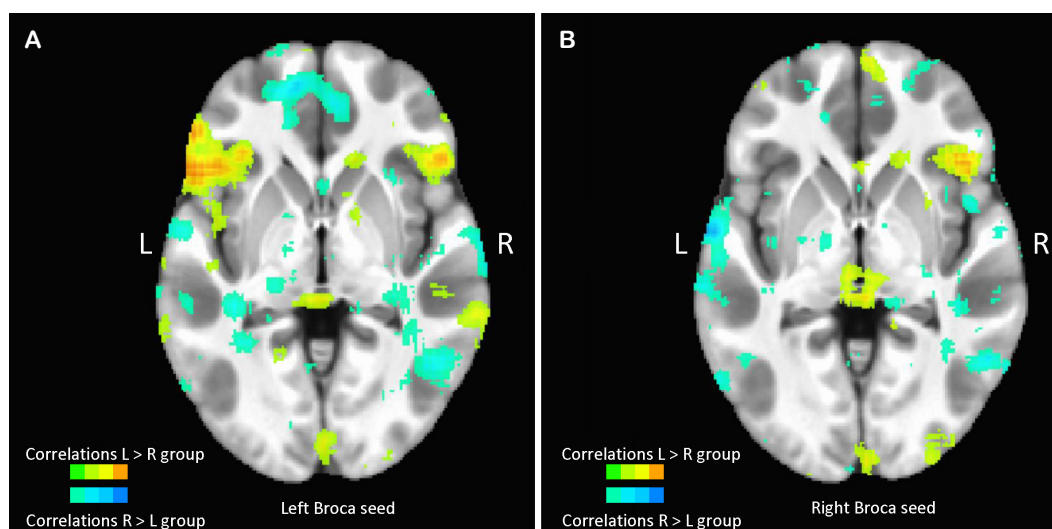 A
B
L
R
L
R
Correlations L > R group
Correlations R > L group
Left Broca seed
Correlations L > R group
Correlations R > L group
Right Broca seed